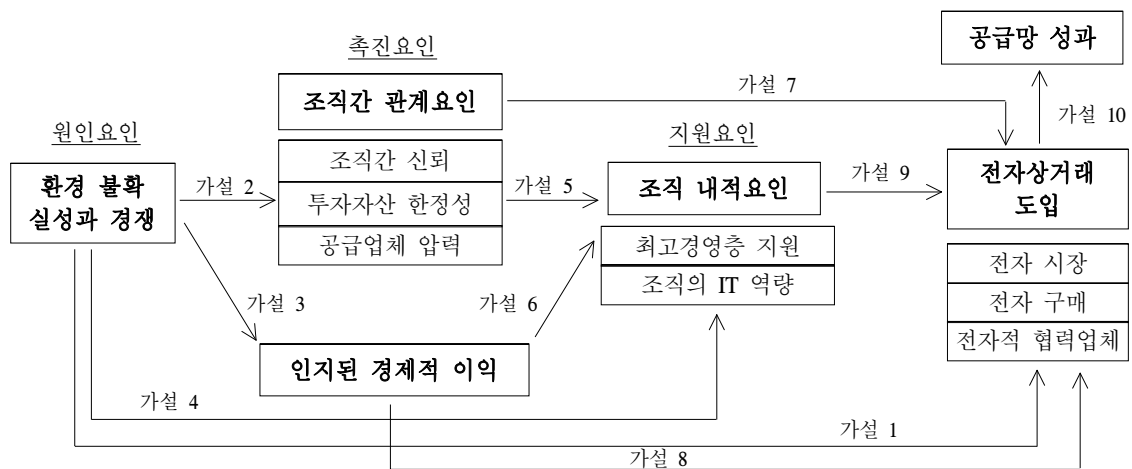 공급망 성과
촉진요인
조직간 관계요인
가설 7
가설 10
원인요인
지원요인
환경 불확
실성과 경쟁
가설 2
조직간 신뢰
투자자산 한정성
공급업체 압력
가설 5
조직 내적요인
가설 9
전자상거래
도입
최고경영층 지원
조직의 IT 역량
전자 시장
전자 구매
전자적 협력업체
가설 3
가설 6
인지된 경제적 이익
가설 4
가설 1
가설 8